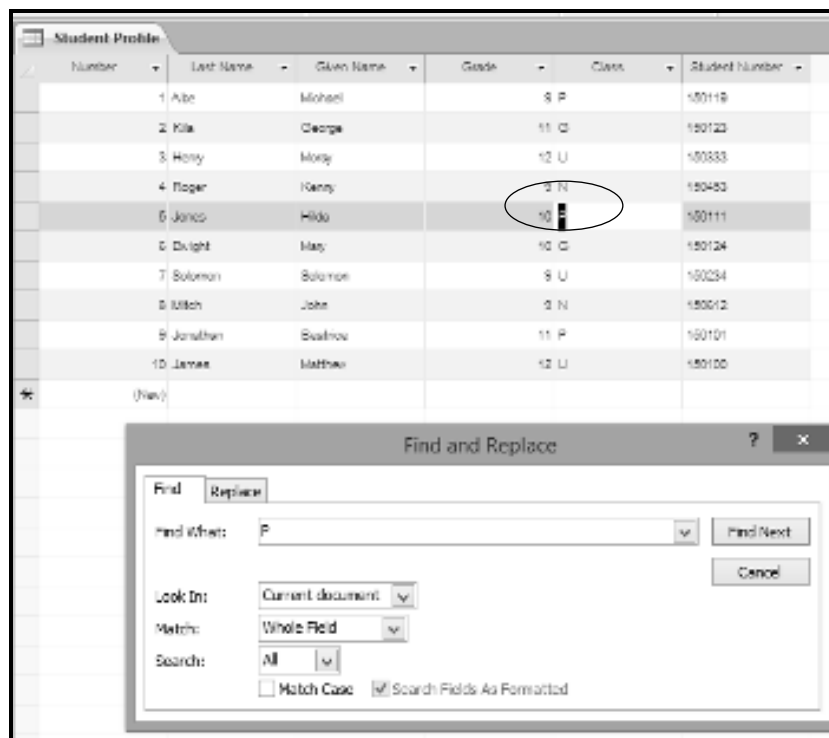 Student Profile
Number Last Name Given Name Grade Class Student Number
1 Michael 9 P 150119
2 Kila George 11 G 150123
3 Henry 12 U 150333
4 Roger Kenny 9 N 150453
5 Jones Hilda 10 P 150111
6 Dwight Mary 10 G 150124
7 Solomon Solomon 9 U 150234
8 Mitch John 9 N 150612
9 Jonathan Beatrice 11 P 150101
10 James Matthew 12 U 150100
(New)
Find and Replace ? ×
Find Replace
Find What: P Find Next
Cancel
Look In: Current document
Match: Whole Field
Search: All
Match Case Search Fields As Formatted